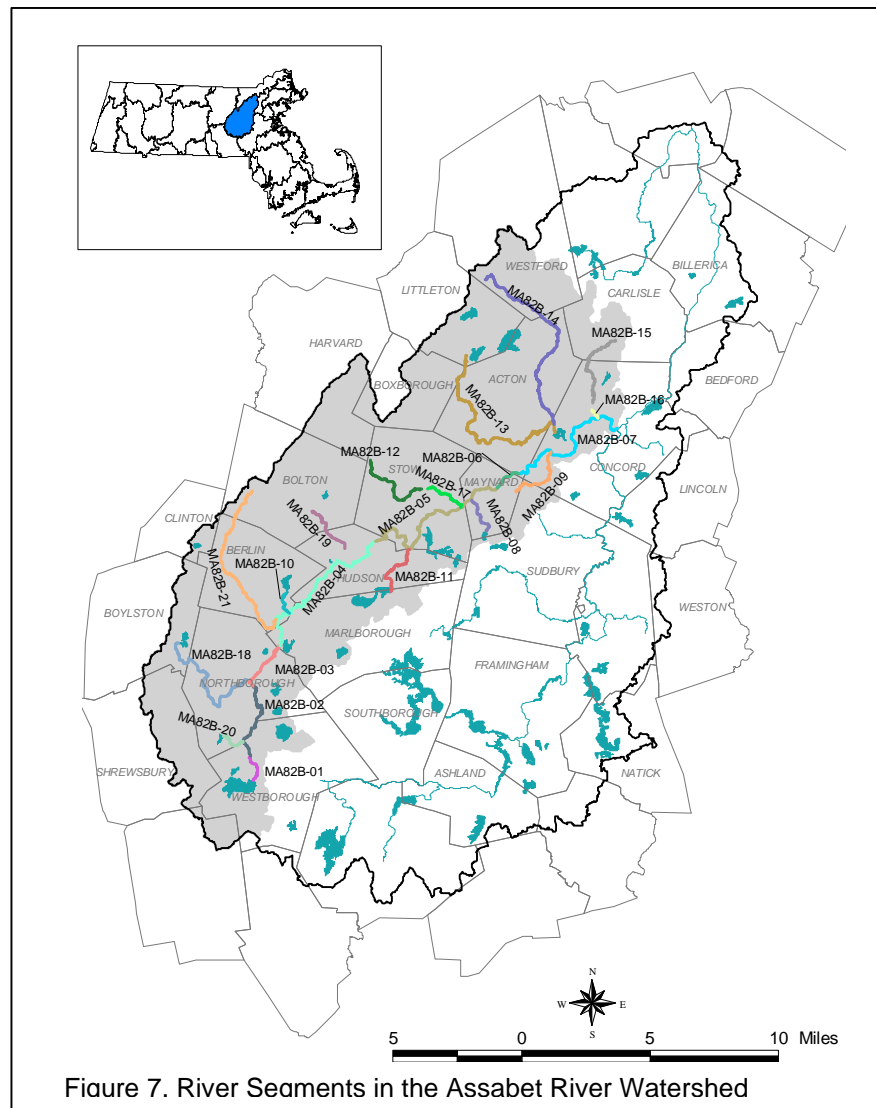 WESTFORD
BILLERICA
LITTLETON
CARLISLE
MA82B-14
HARVARD
MA82B-15
BOXBOROUGH
ACTON
BEDFORD
MA82B-13
MA82B-16
MA82B-07
MA82B-12
MA82B-06
STOW
MA82B-17
MAYNARD
CONCORD
BOLTON
MA82B-09
LINCOLN
CLINTON
MA82B-19
MA82B-05
MA82B-08
BERLIN
MA82B-10
MA82B-04
HUDSON
SUDBURY
MA82B-21
MA82B-11
BOYLSTON
WESTON
MARLBOROUGH
MA82B-18
MA82B-03
FRAMINGHAM
NORTHBOROUGH
MA82B-02
SOUTHBOROUGH
MA82B-20
SHREWSBURY
MA82B-01
ASHLAND
NATICK
WESTBOROUGH
N
W E
S
5 0 5 10 Miles
Figure 7. River Segments in the Assabet River Watershed